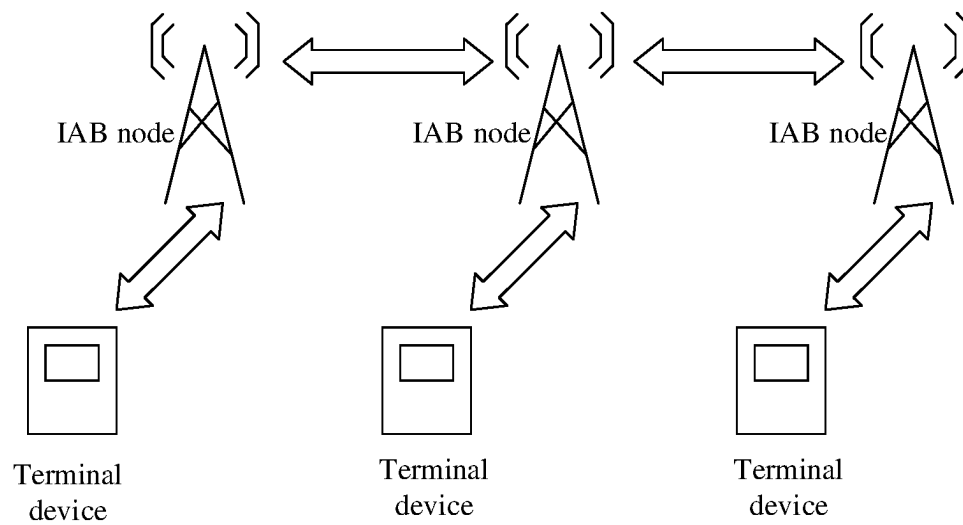 IAB node
IAB node
IAB node
Terminal
device
Terminal
device
Terminal
device